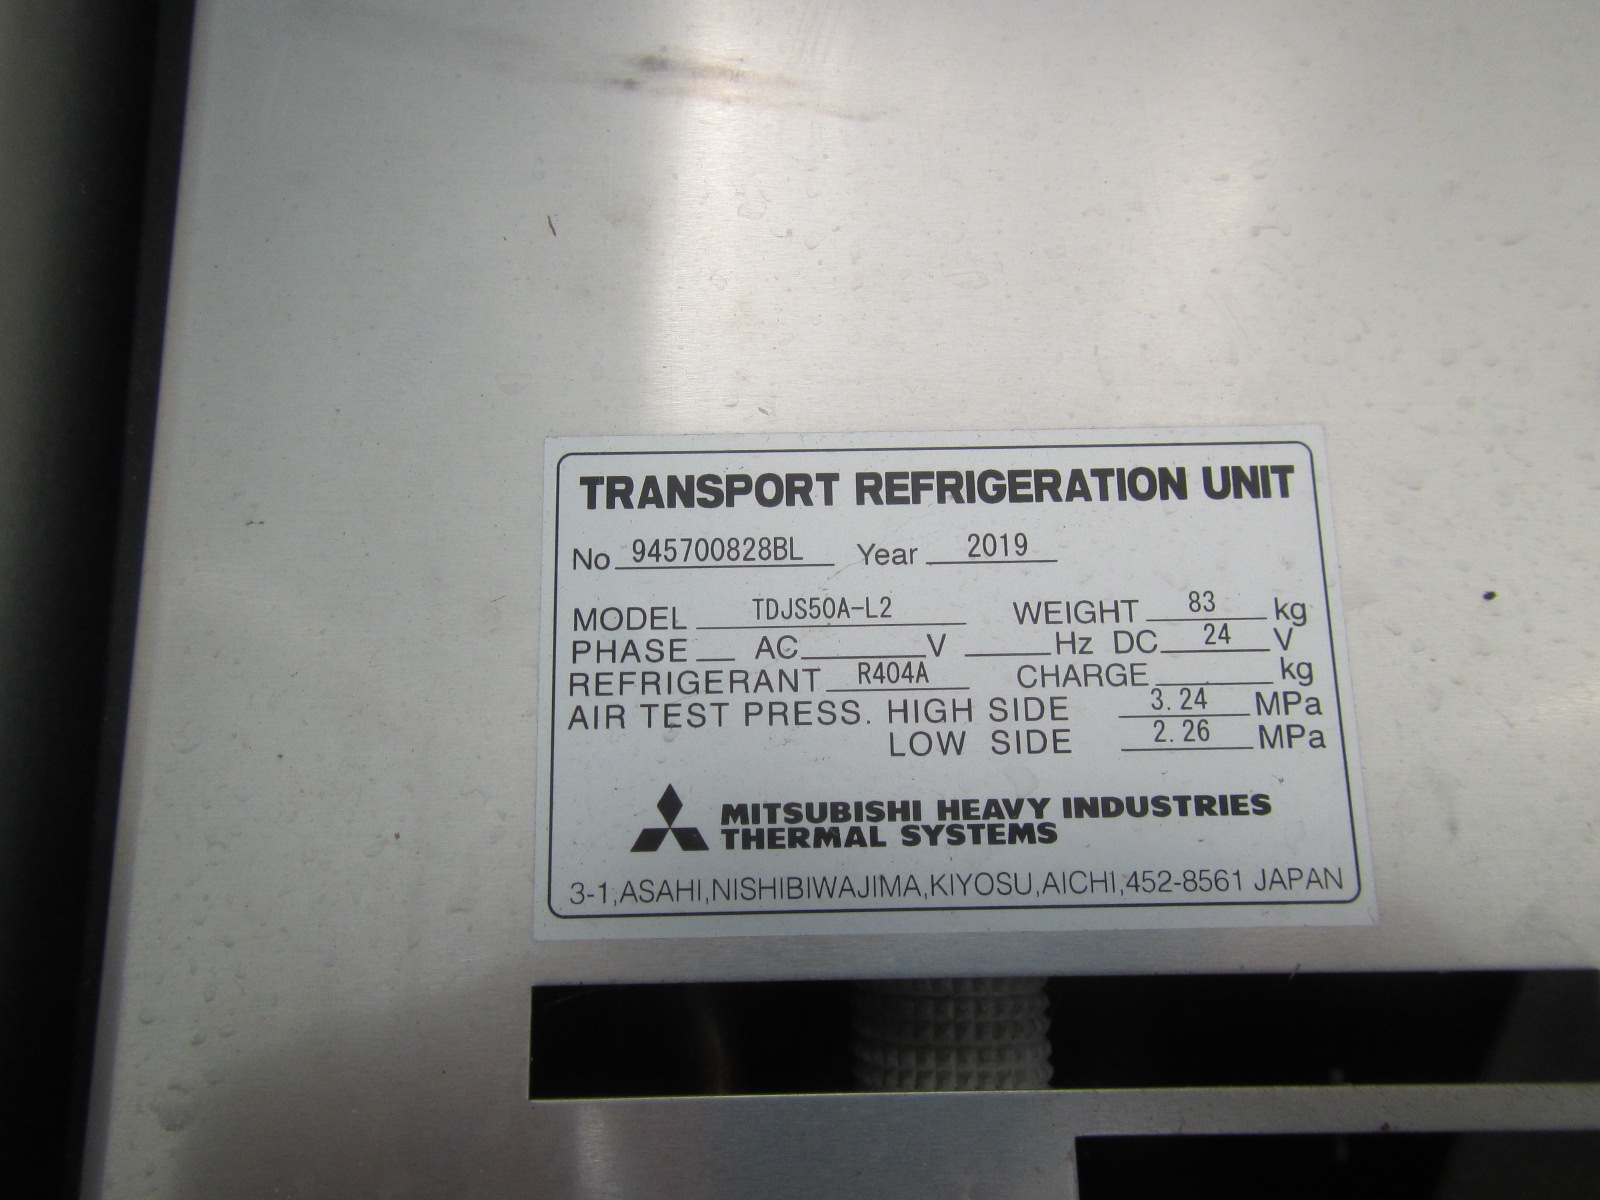 TRANSPORT REFRIGERATION UNIT
No 945700828BL Year 2019
MODEL TDJS50A-L2 WEIGHT 83 kg
PHASE AC V Hz DC 24 V
REFRIGERANT R404A CHARGE kg
AIR TEST PRESS. HIGH SIDE 3.24 MPa
LOW SIDE 2.26 MPa
MITSUBISHI HEAVY INDUSTRIES
THERMAL SYSTEMS
3-1,ASAHI,NISHIBIWAJIMA,KIYOSU,AICHI,452-8561 JAPAN